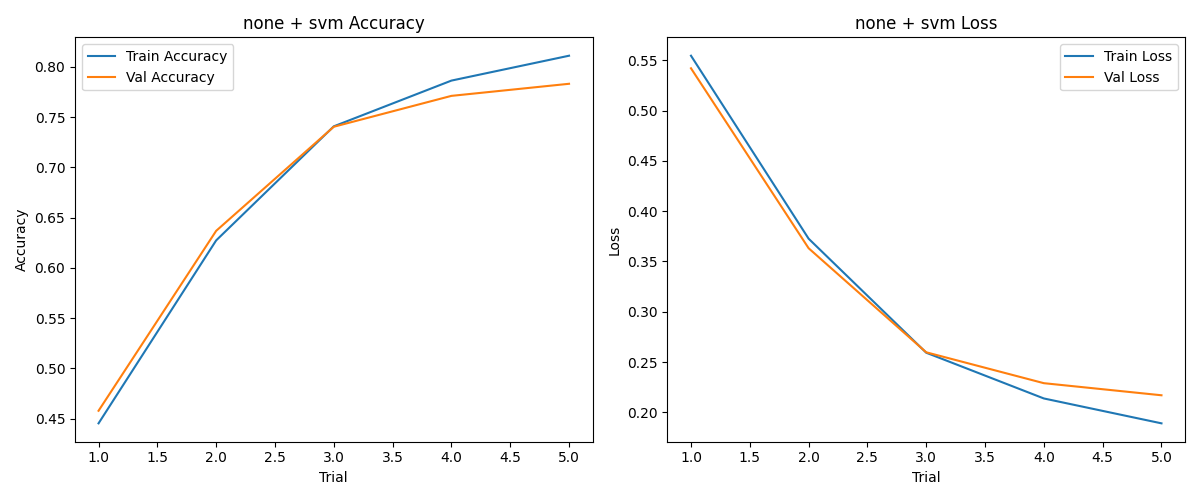 none + svm Accuracy
Train Accuracy
Val Accuracy
0.80
0.75
0.70
0.65
0.60
0.55
0.50
0.45
Accuracy
1.0 1.5 2.0 2.5 3.0 3.5 4.0 4.5 5.0
Trial
none + svm Loss
Train Loss
Val Loss
0.55
0.50
0.45
0.40
0.35
0.30
0.25
0.20
Loss
1.0 1.5 2.0 2.5 3.0 3.5 4.0 4.5 5.0
Trial